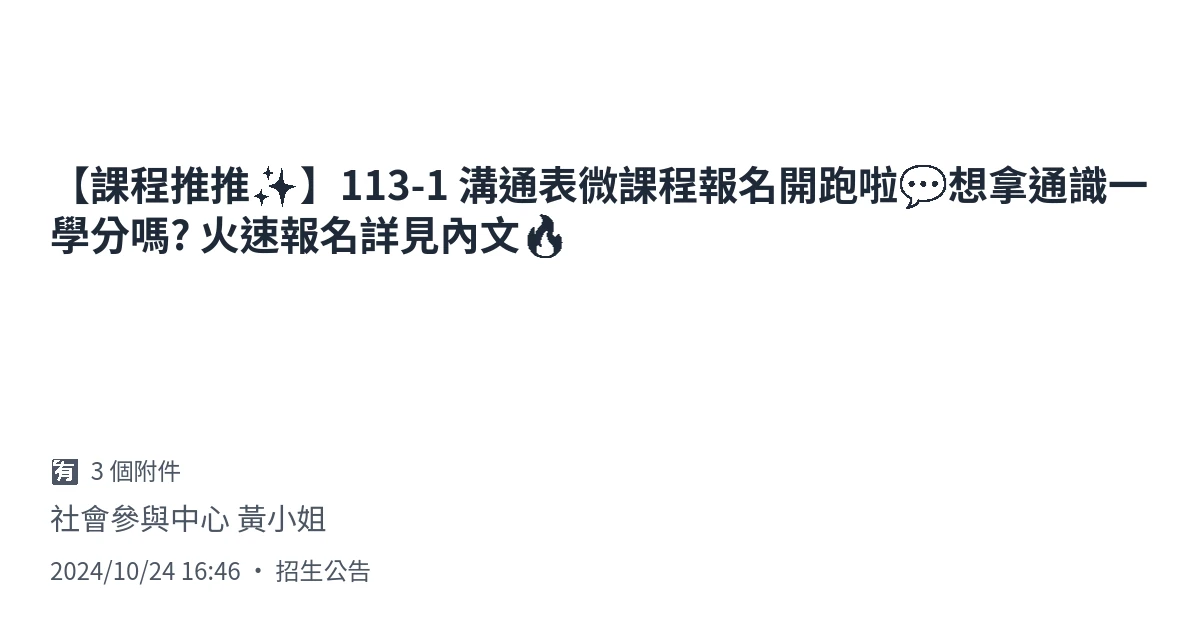 【課程推推✨】113-1 溝通表微課程報名開跑啦💬想拿通識一
學分嗎? 火速報名詳見內文🔥
🈶 3 個附件
社會參與中心 黃小姐
2024/10/24 16:46 • 招生公告